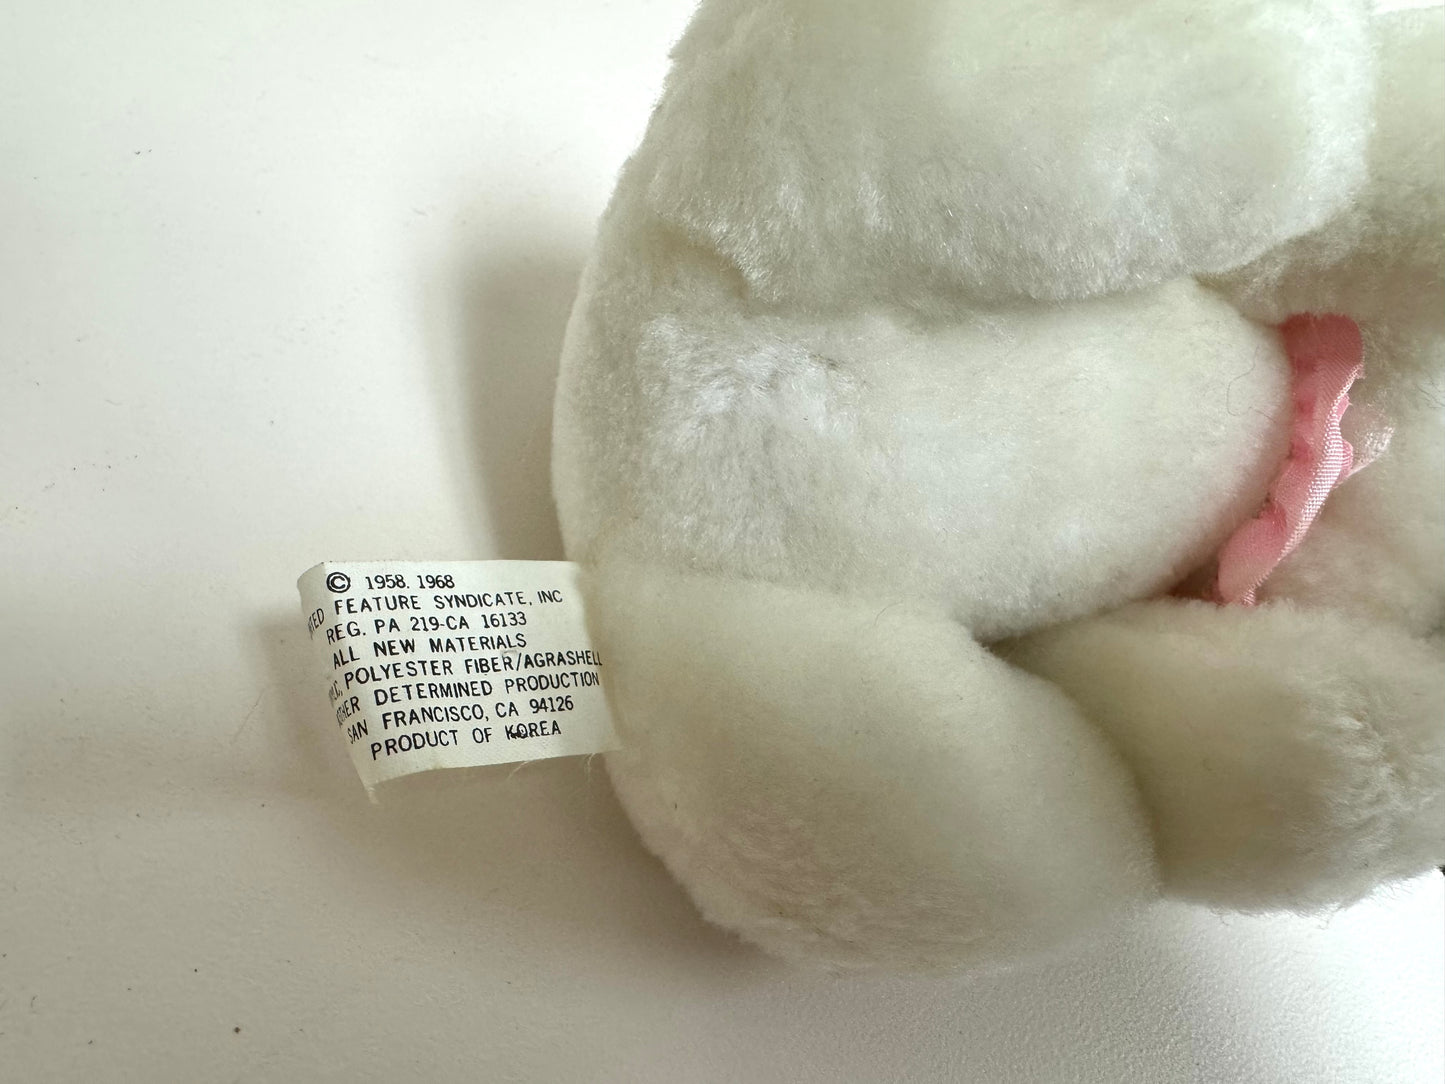 © 1958. 1968
FEATURE SYNDICATE, INC
REG. PA 219-CA 16133
ALL NEW MATERIALS
POLYESTER FIBER/AGRASHELL
DETERMINED PRODUCTION
SAN FRANCISCO, CA 94126
PRODUCT OF KOREA